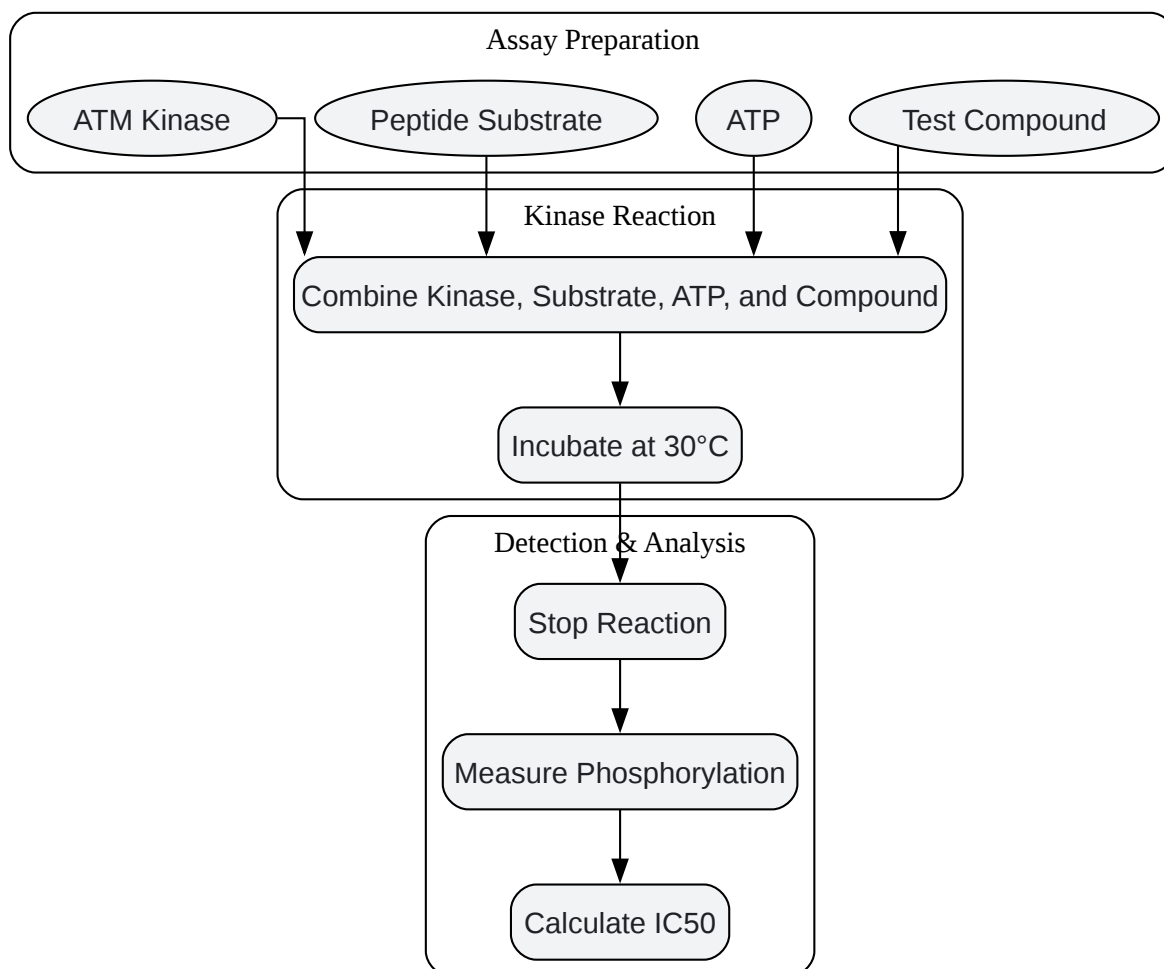 Assay Preparation
ATM Kinase
Peptide Substrate
ATP
Test Compound
Kinase Reaction
Combine Kinase, Substrate, ATP, and Compound
Incubate at 30°C
Detection & Analysis
Stop Reaction
Measure Phosphorylation
Calculate IC50